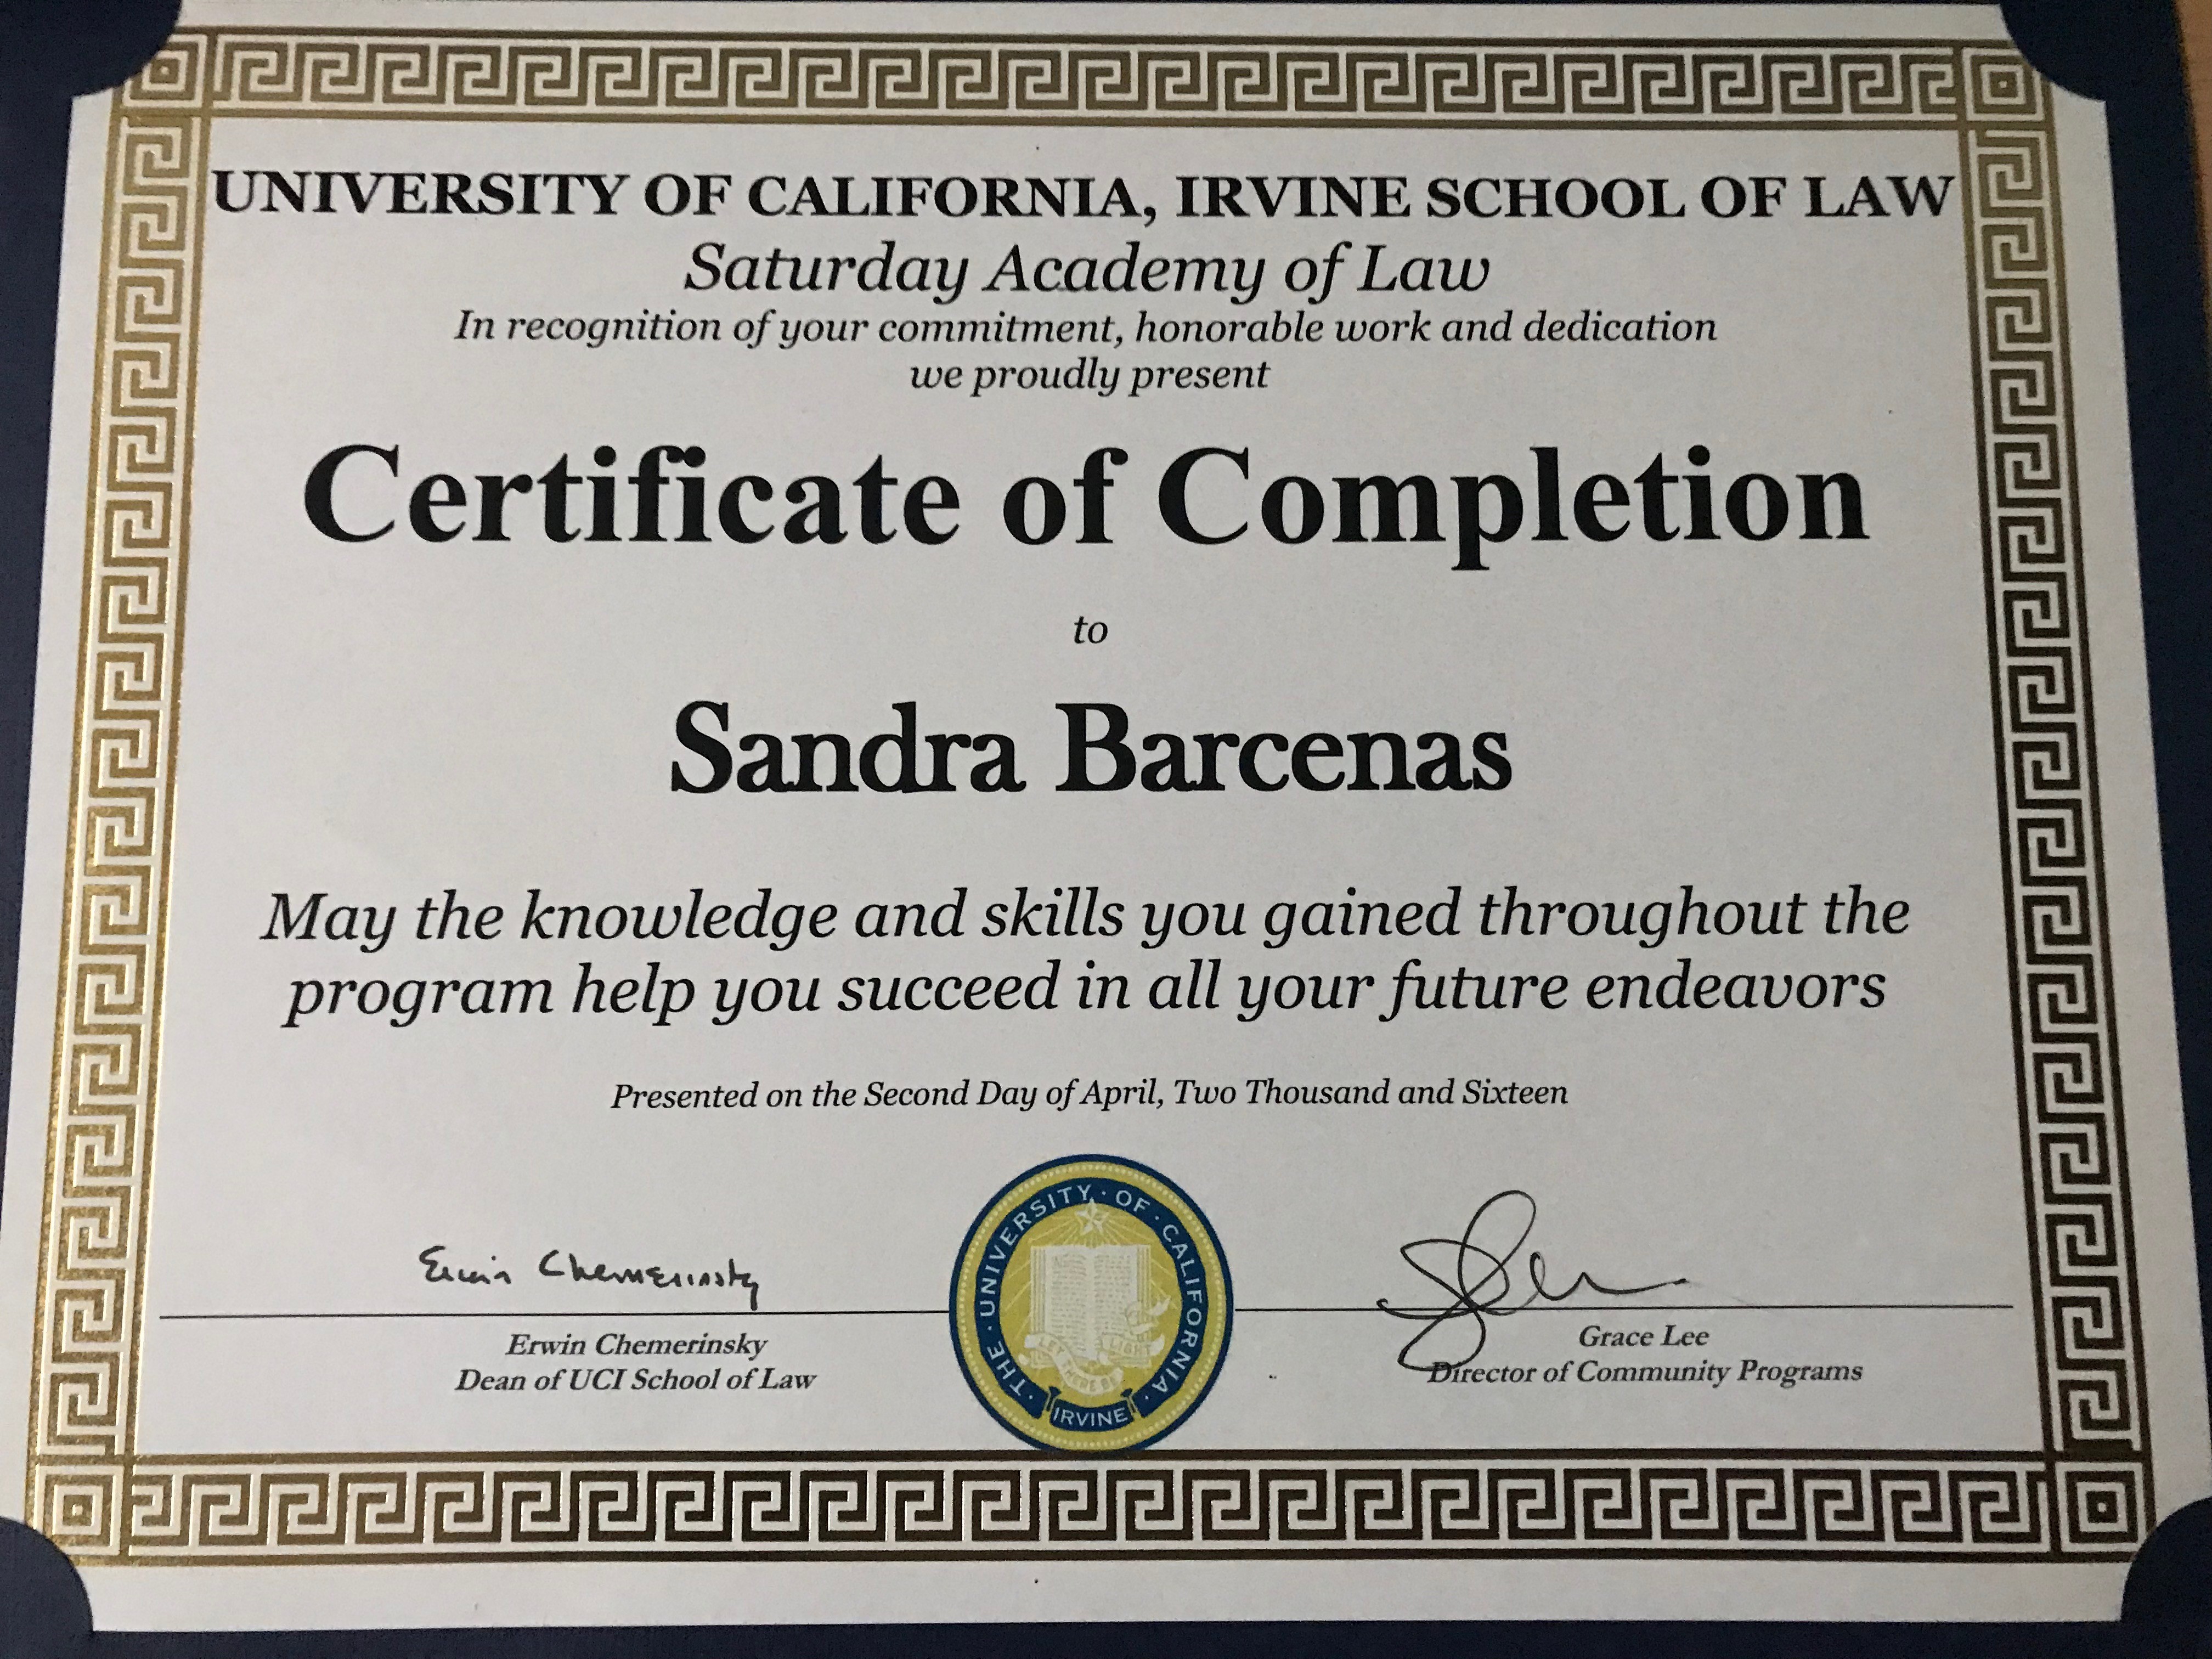 UNIVERSITY OF CALIFORNIA, IRVINE SCHOOL OF LAW
Saturday Academy of Law
In recognition of your commitment, honorable work and dedication
we proudly present
Certificate of Completion
to
Sandra Barcenas
May the knowledge and skills you gained throughout the
program help you succeed in all your future endeavors
Presented on the Second Day of April, Two Thousand and Sixteen
Erwin Chemerinsky
Erwin Chemerinsky
Dean of UCI School of Law
THE · UNIVERSITY · OF · CALIFORNIA
LET THERE BE LIGHT
IRVINE
Grace Lee
Director of Community Programs